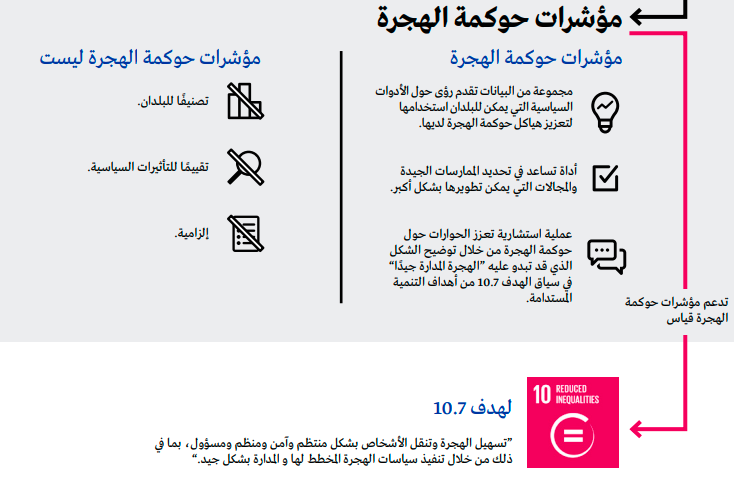 مؤشرات حوكمة الهجرة
مؤشرات حوكمة الهجرة
مجموعة من البيانات تقدم رؤى حول الأدوات
السياسية التي يمكن للبلدان استخدامها
لتعزيز هياكل حوكمة الهجرة لديها.
أداة تساعد في تحديد الممارسات الجيدة
والمجالات التي يمكن تطويرها بشكل أكبر.
عملية استشارية تعزز الحوارات حول
حوكمة الهجرة من خلال توضيح الشكل
الذي قد تبدو عليه ”الهجرة المدارة جيدًا“
في سياق الهدف 10.7 من أهداف التنمية
المستدامة.
مؤشرات حوكمة الهجرة ليست
تصنيفًا للبلدان.
تقييمًا للتأثيرات السياسية.
إلزامية.
تدعم مؤشرات حوكمة
الهجرة قياس
10 REDUCED
INEQUALITIES
لهدف 10.7
”تسهيل الهجرة وتنقل الأشخاص بشكل منتظم وآمن ومنظم ومسؤول، بما في
ذلك من خلال تنفيذ سياسات الهجرة المخطط لها و المدارة بشكل جيد.“